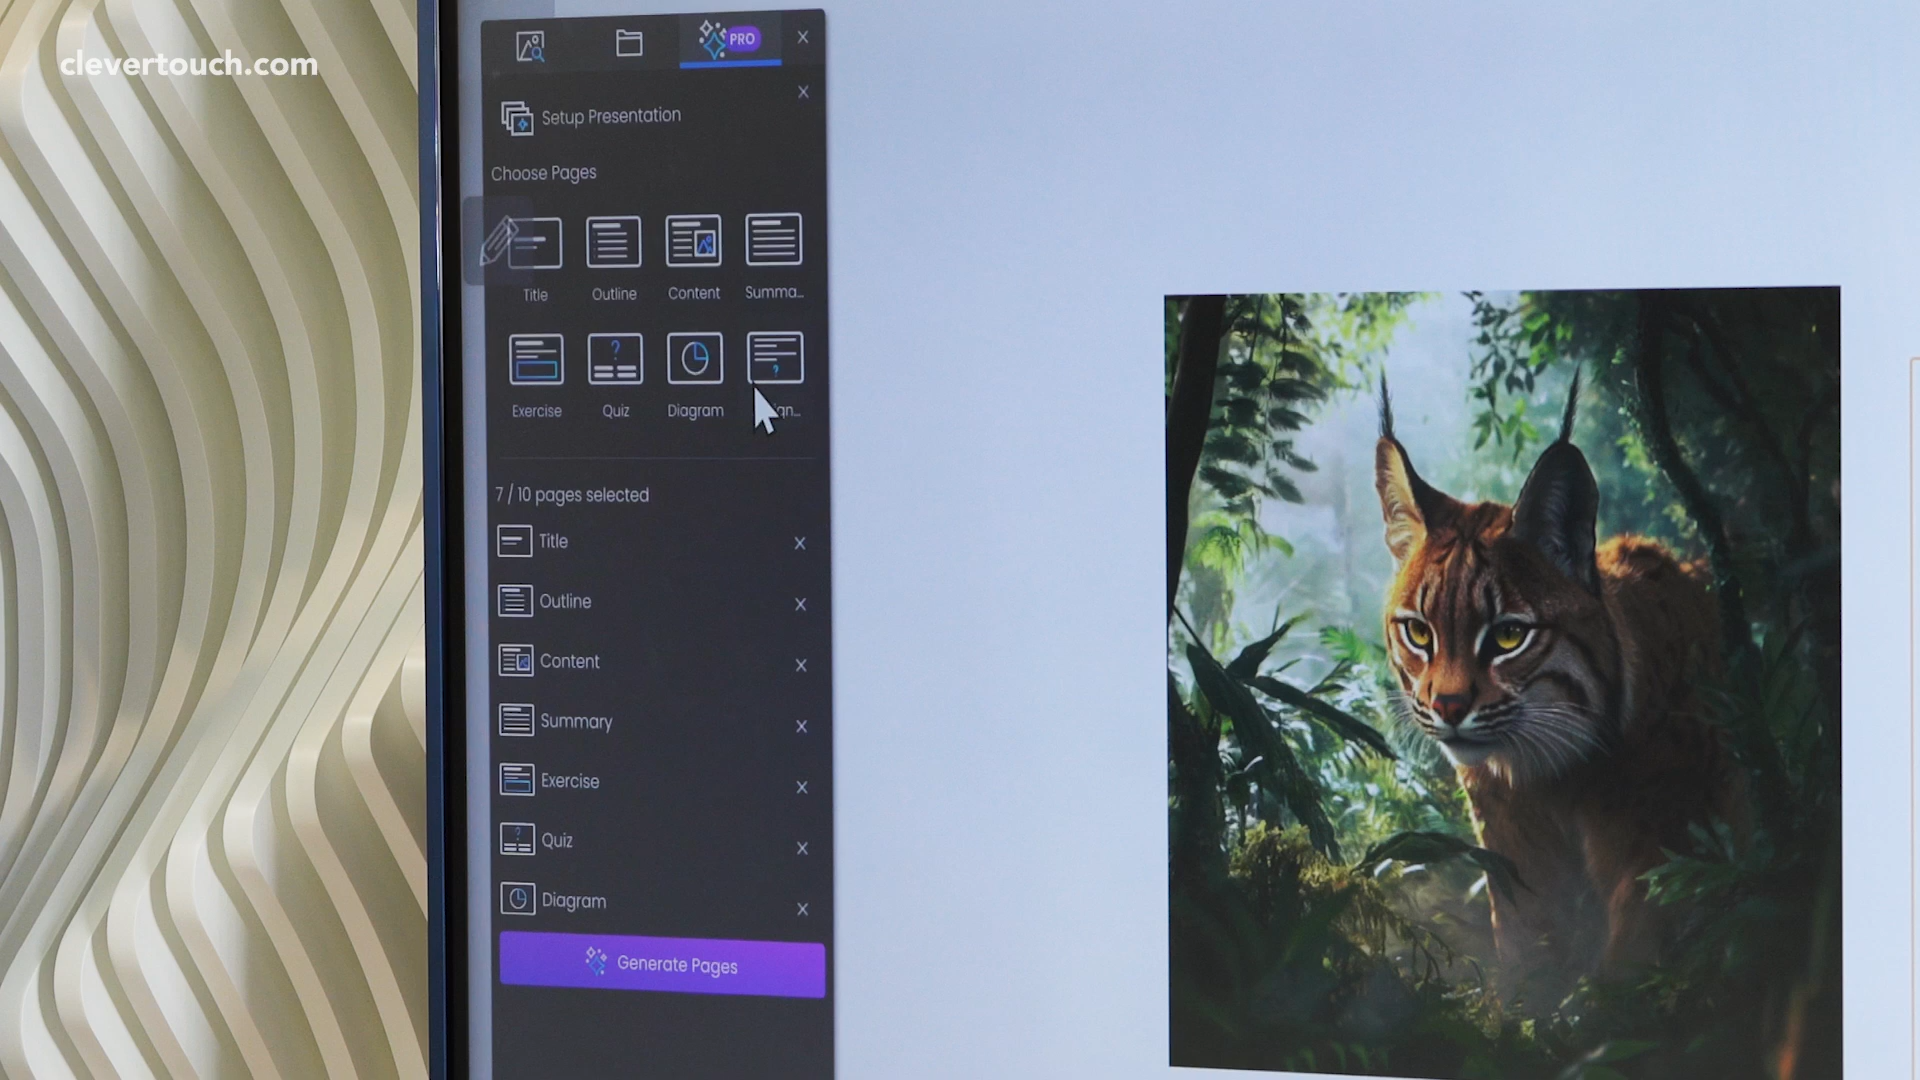 clevertouch.com
PRO
Setup Presentation
Choose Pages
Title
Outline
Content
Summa...
Exercise
Quiz
Diagram
7 / 10 pages selected
Title
Outline
Content
Summary
Exercise
Quiz
Diagram
Generate Pages